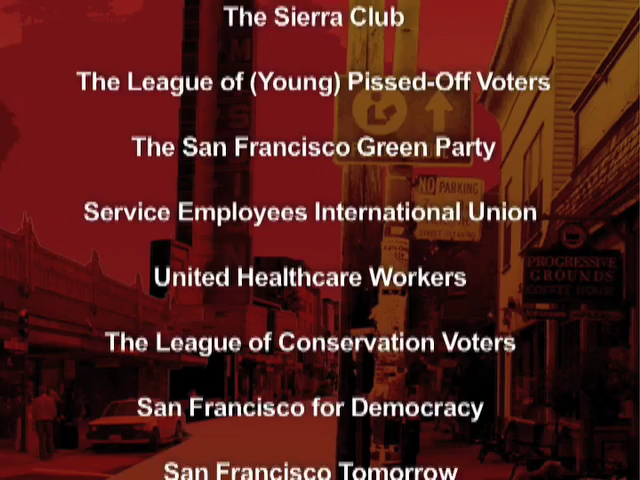 The Sierra Club
The League of (Young) Pissed-Off Voters
The San Francisco Green Party
NO PARKING
Service Employees International Union
PROGRESSIVE
GROUNDS
COFFEE HOUSE
United Healthcare Workers
The League of Conservation Voters
San Francisco for Democracy
San Francisco Tomorrow